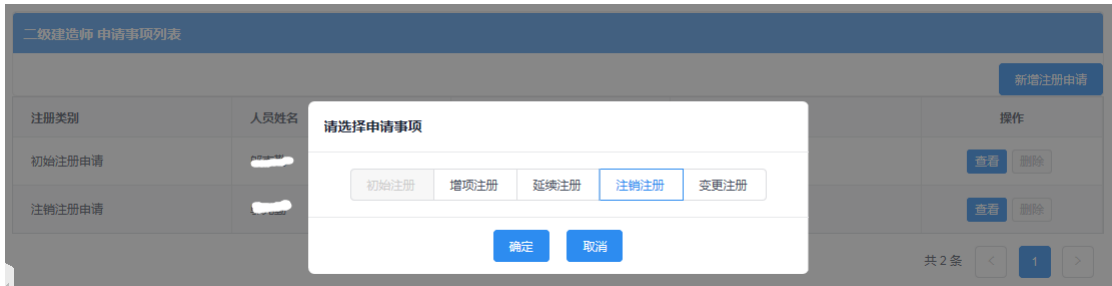 二级建造师 申请事项列表
新增注册申请
注册类别 人员姓名 操作
请选择申请事项
初始注册申请 查看 删除
初始注册 增项注册 延续注册 注销注册 变更注册
注销注册申请 查看 删除
确定 取消
共 2 条 < 1 >